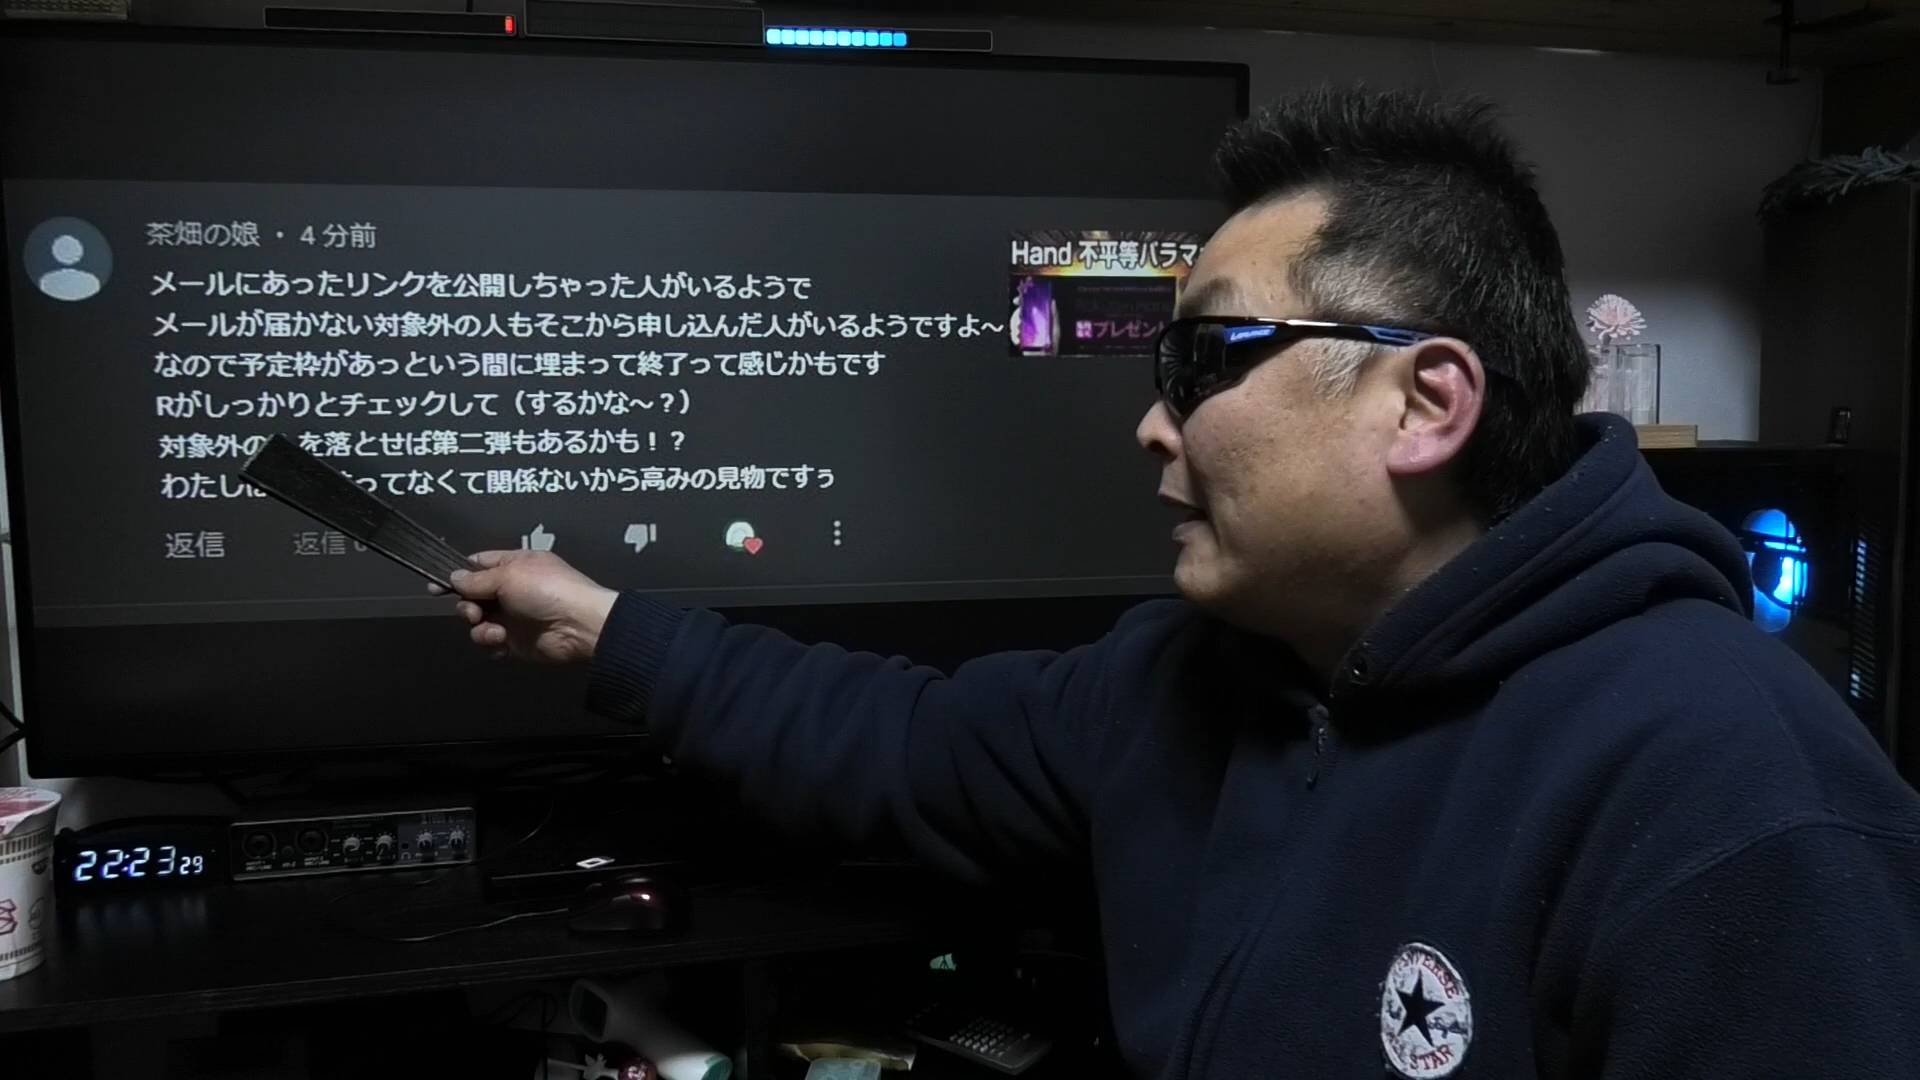 茶畑の娘・4 分前
メールにあったリンクを公開しちゃった人がいるようで
メールが届かない対象外の人もそこから申し込んだ人がいるようですよ〜
なので予定枠があっという間に埋まって終了って感じかもです
Rがしっかりとチェックして（するかな〜？）
対象外の を落とせば第二弾もあるかも！？
わたし ってなくて関係ないから高みの見物ですぅ
返信
返信
Hand 不平等バラマ
プレゼント
22:23 29
CONVERSE
STAR